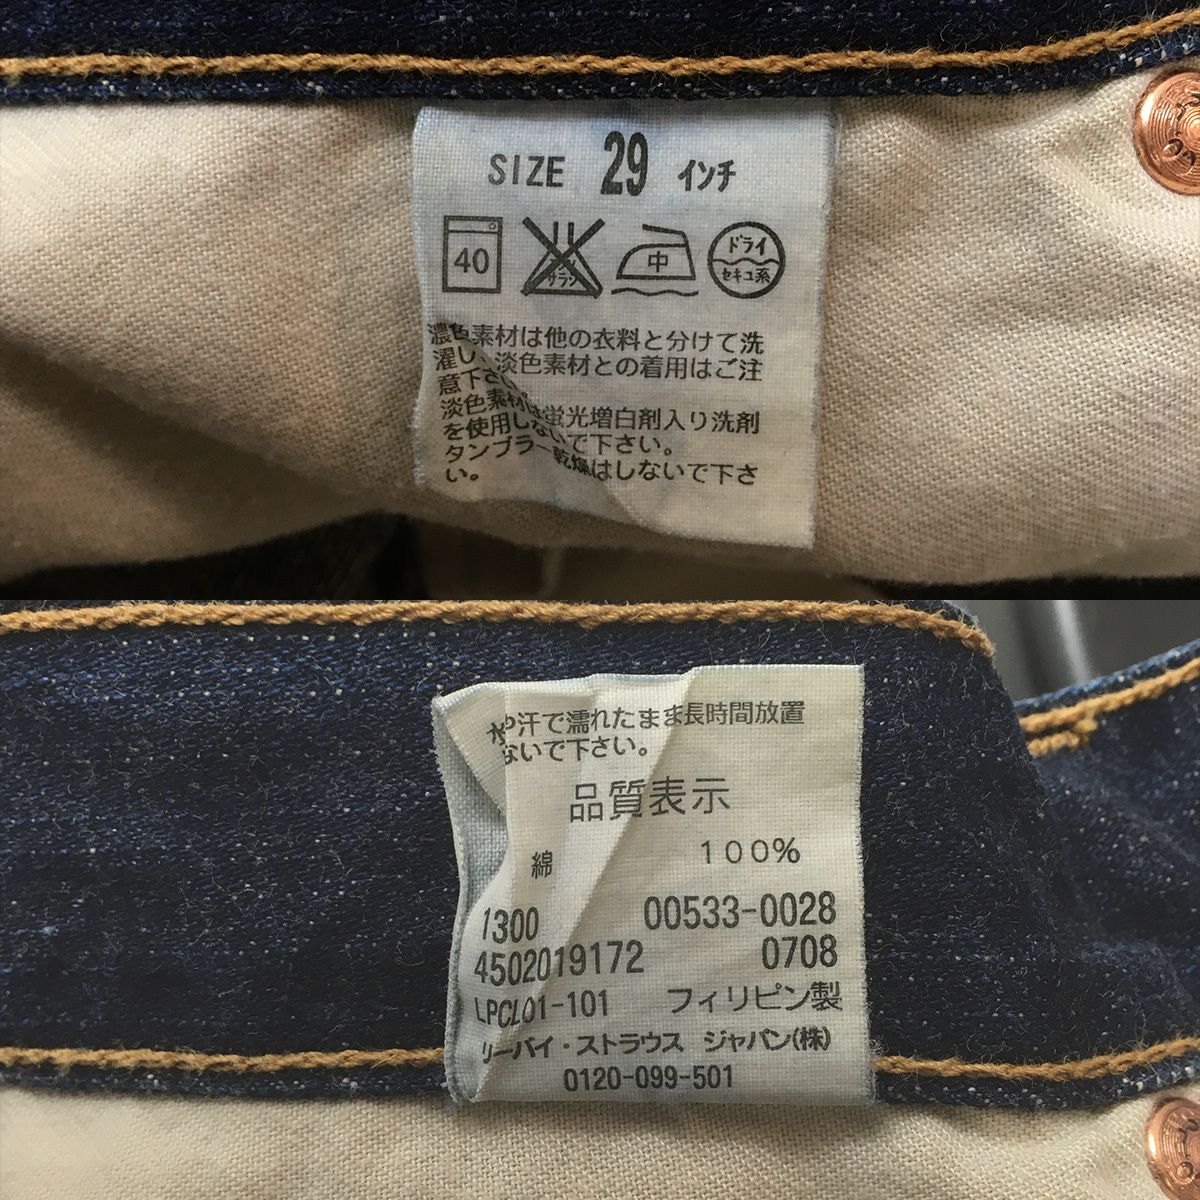 SIZE 29 インチ
40 サラシ 中 ドライ セキユ系
濃色素材は他の衣料と分けて洗
濯し、淡色素材との着用はご注
意下さい。
淡色素材は蛍光増白剤入り洗剤
を使用しないで下さい。
タンブラー乾燥はしないで下さ
い。
水や汗で濡れたまま長時間放置
ないで下さい。
品質表示
綿 100%
1300 00533-0028
4502019172 0708
LPCL01-101 フィリピン製
リーバイ・ストラウス ジャパン(株)
0120-099-501